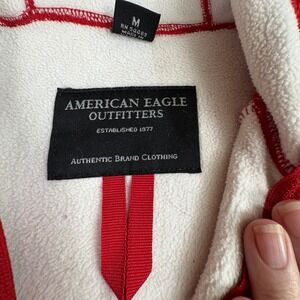 M
AMERICAN EAGLE
OUTFITTERS
ESTABLISHED 1977
AUTHENTIC BRAND CLOTHING